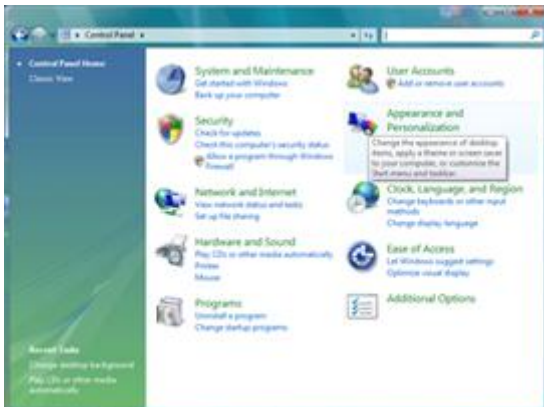 Control Panel
Control Panel Home
Classic View
System and Maintenance
Get started with Windows
Back up your computer
Security
Check for updates
Check this computer's security status
Allow a program through Windows
Firewall
Network and Internet
View network status and tasks
Set up file sharing
Hardware and Sound
Play CDs or other media automatically
Printer
Mouse
Programs
Uninstall a program
Change startup programs
User Accounts
Add or remove user accounts
Appearance and
Personalization
Change the appearance of desktop
items, apply a theme or screen saver
to your computer, or customize the
Start menu and taskbar.
Clock, Language, and Region
Change keyboards or other input
methods
Change display language
Ease of Access
Let Windows suggest settings
Optimize visual display
Additional Options
Recent Tasks
Change desktop background
Play CDs or other media
automatically